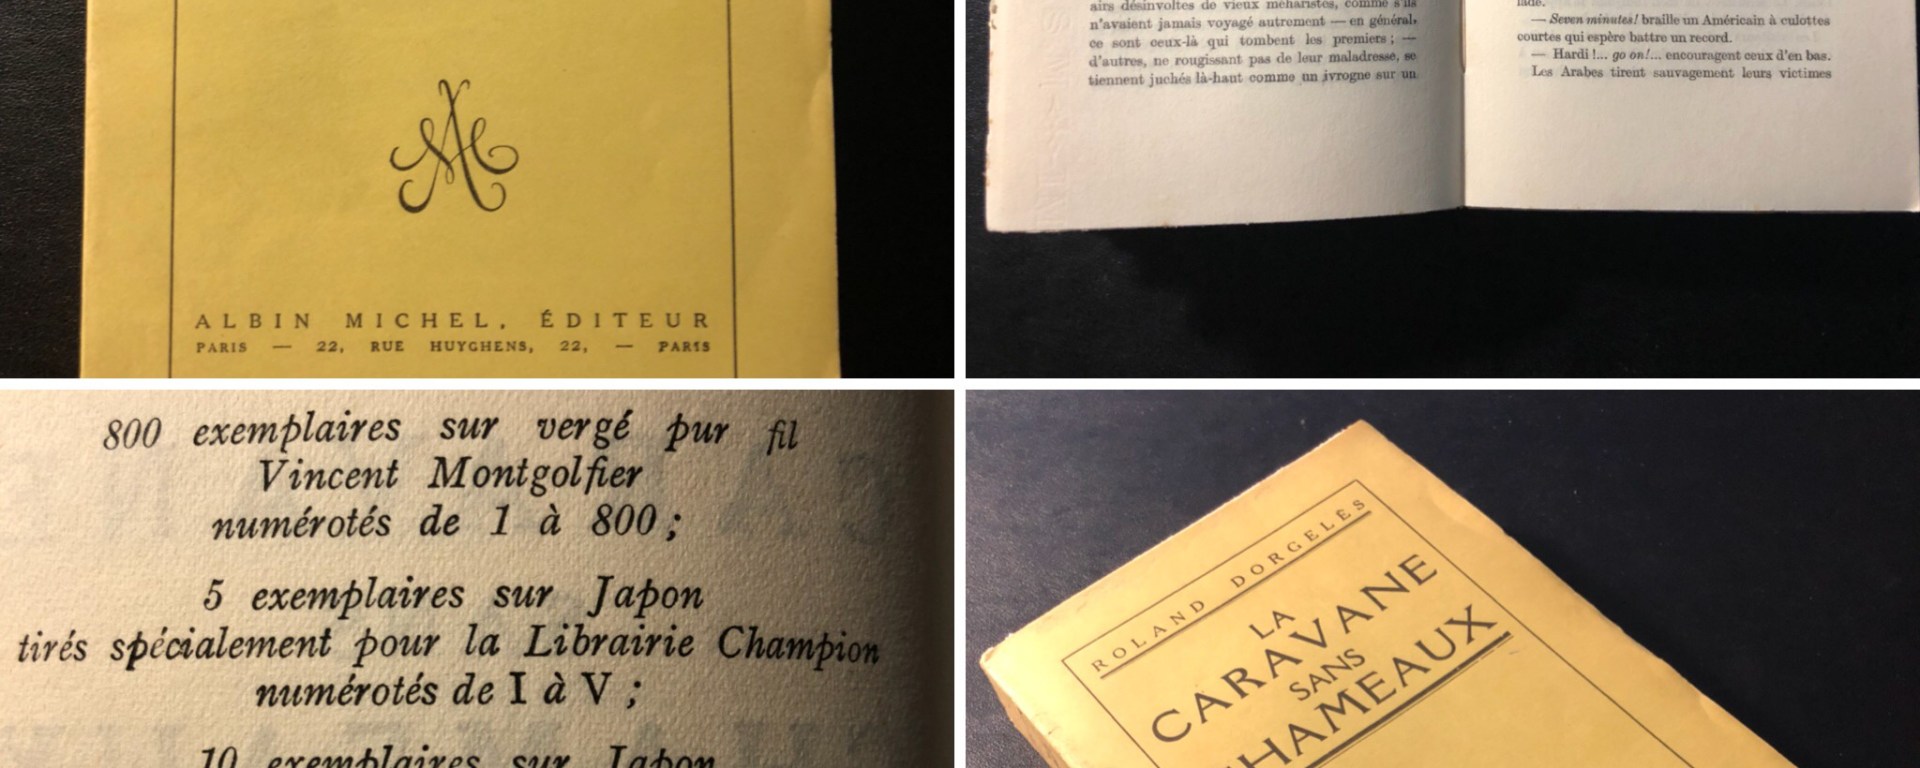 ALBIN MICHEL, ÉDITEUR
PARIS — 22, RUE HUYGHENS, 22, — PARIS
airs désinvoltes de vieux méharistes, comme s'ils
n'avaient jamais voyagé autrement — en général,
ce sont ceux-là qui tombent les premiers ; —
d'autres, ne rougissant pas de leur maladresse, se
tiennent juchés là-haut comme un ivrogne sur un
lade.
— Seven minutes! braille un Américain à culottes
courtes qui espère battre un record.
— Hardi !... go on!... encouragent ceux d'en bas.
Les Arabes tirent sauvagement leurs victimes
800 exemplaires sur vergé pur fil
Vincent Montgolfier
numérotés de 1 à 800 ;
5 exemplaires sur Japon
tirés spécialement pour la Librairie Champion
numérotés de I à V ;
10 exemplaires sur Japon
ROLAND DORGELÈS
LA
CARAVANE
SANS
HAMEAUX